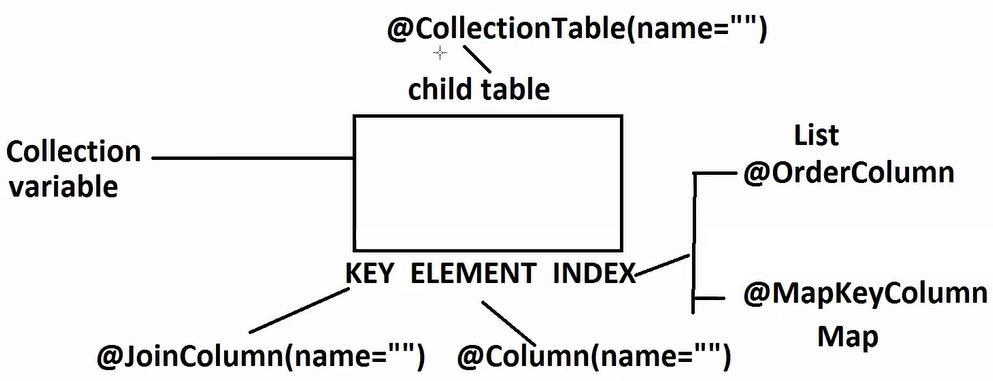 @CollectionTable(name="")
child table
Collection
variable
List
@OrderColumn
KEY ELEMENT INDEX
@MapKeyColumn
Map
@JoinColumn(name="") @Column(name="")